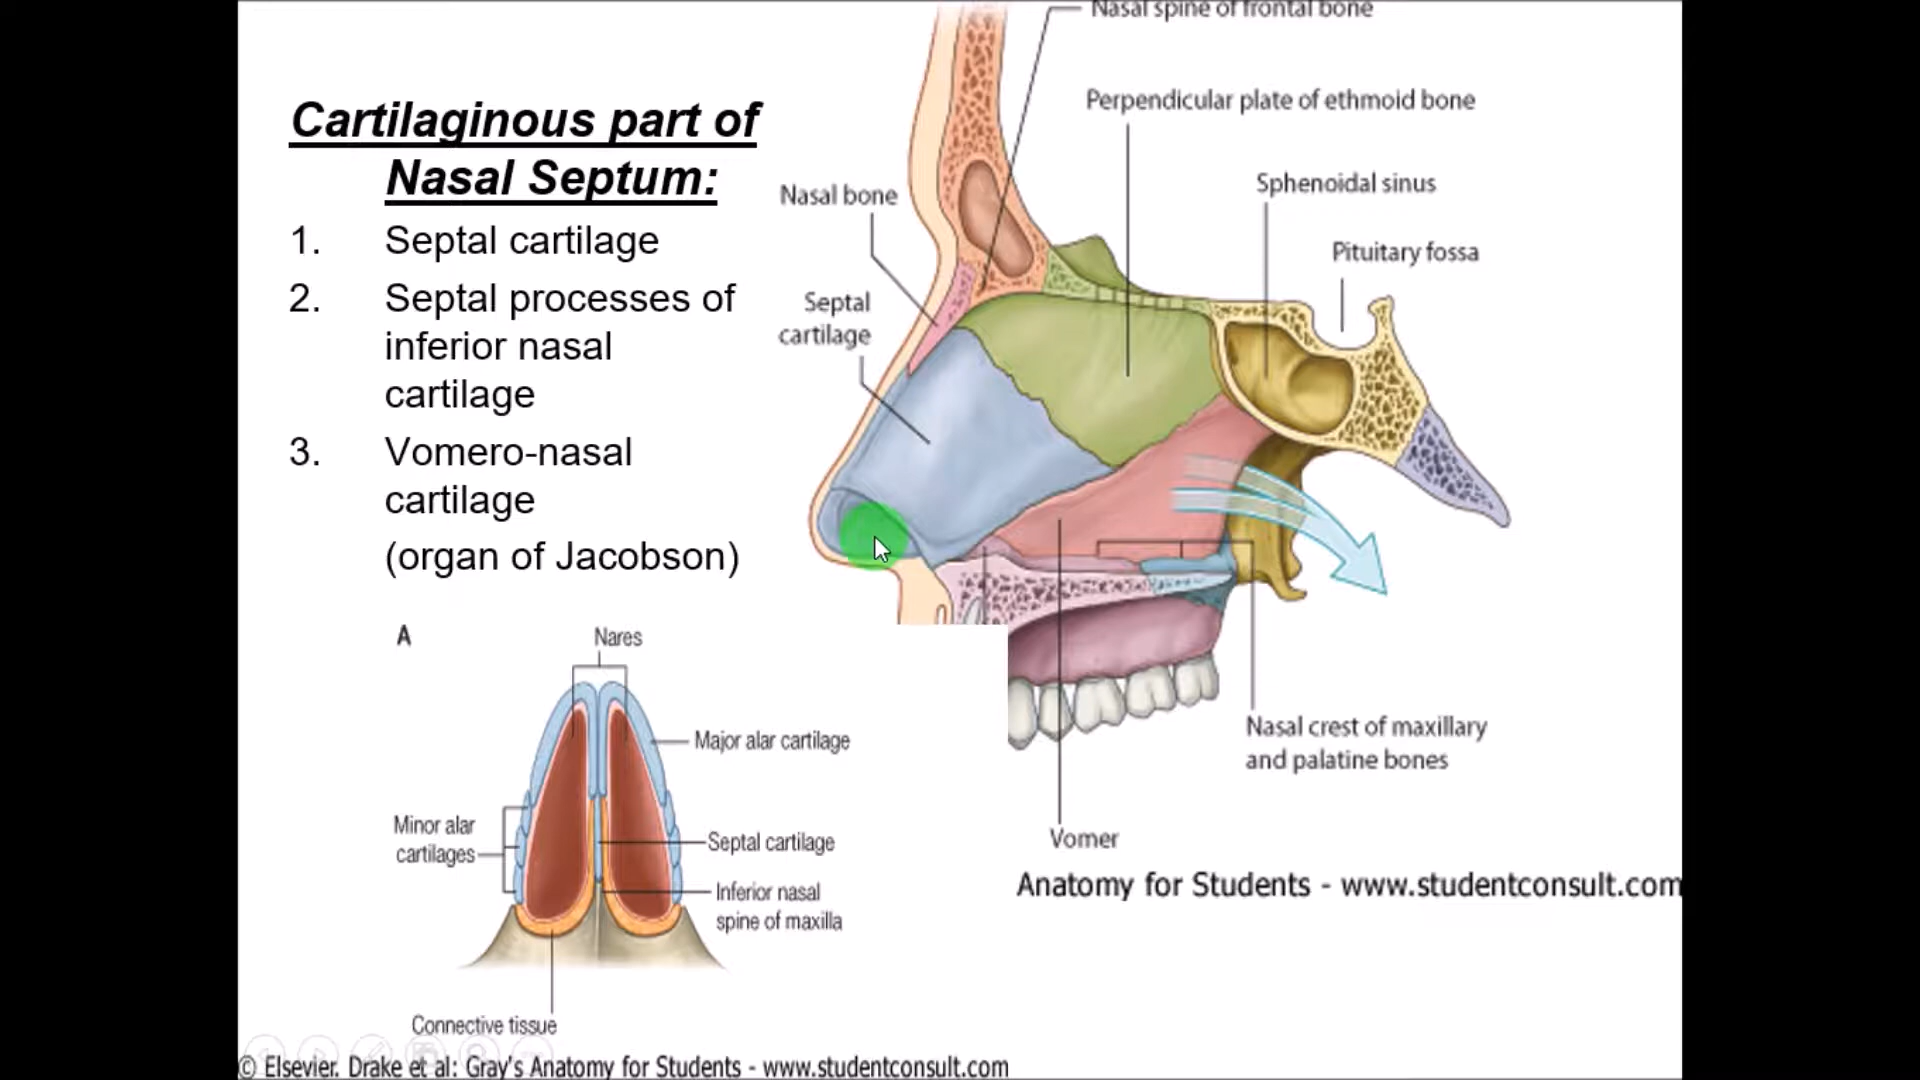 Cartilaginous part of
Nasal Septum:
1. Septal cartilage
2. Septal processes of
inferior nasal
cartilage
3. Vomero-nasal
cartilage
(organ of Jacobson)
Nasal spine of frontal bone
Perpendicular plate of ethmoid bone
Sphenoidal sinus
Nasal bone
Pituitary fossa
Septal
cartilage
Nasal crest of maxillary
and palatine bones
Vomer
Anatomy for Students - www.studentconsult.com
A
Nares
Major alar cartilage
Minor alar
cartilages
Septal cartilage
Inferior nasal
spine of maxilla
Connective tissue
© Elsevier. Drake et al: Gray's Anatomy for Students - www.studentconsult.com